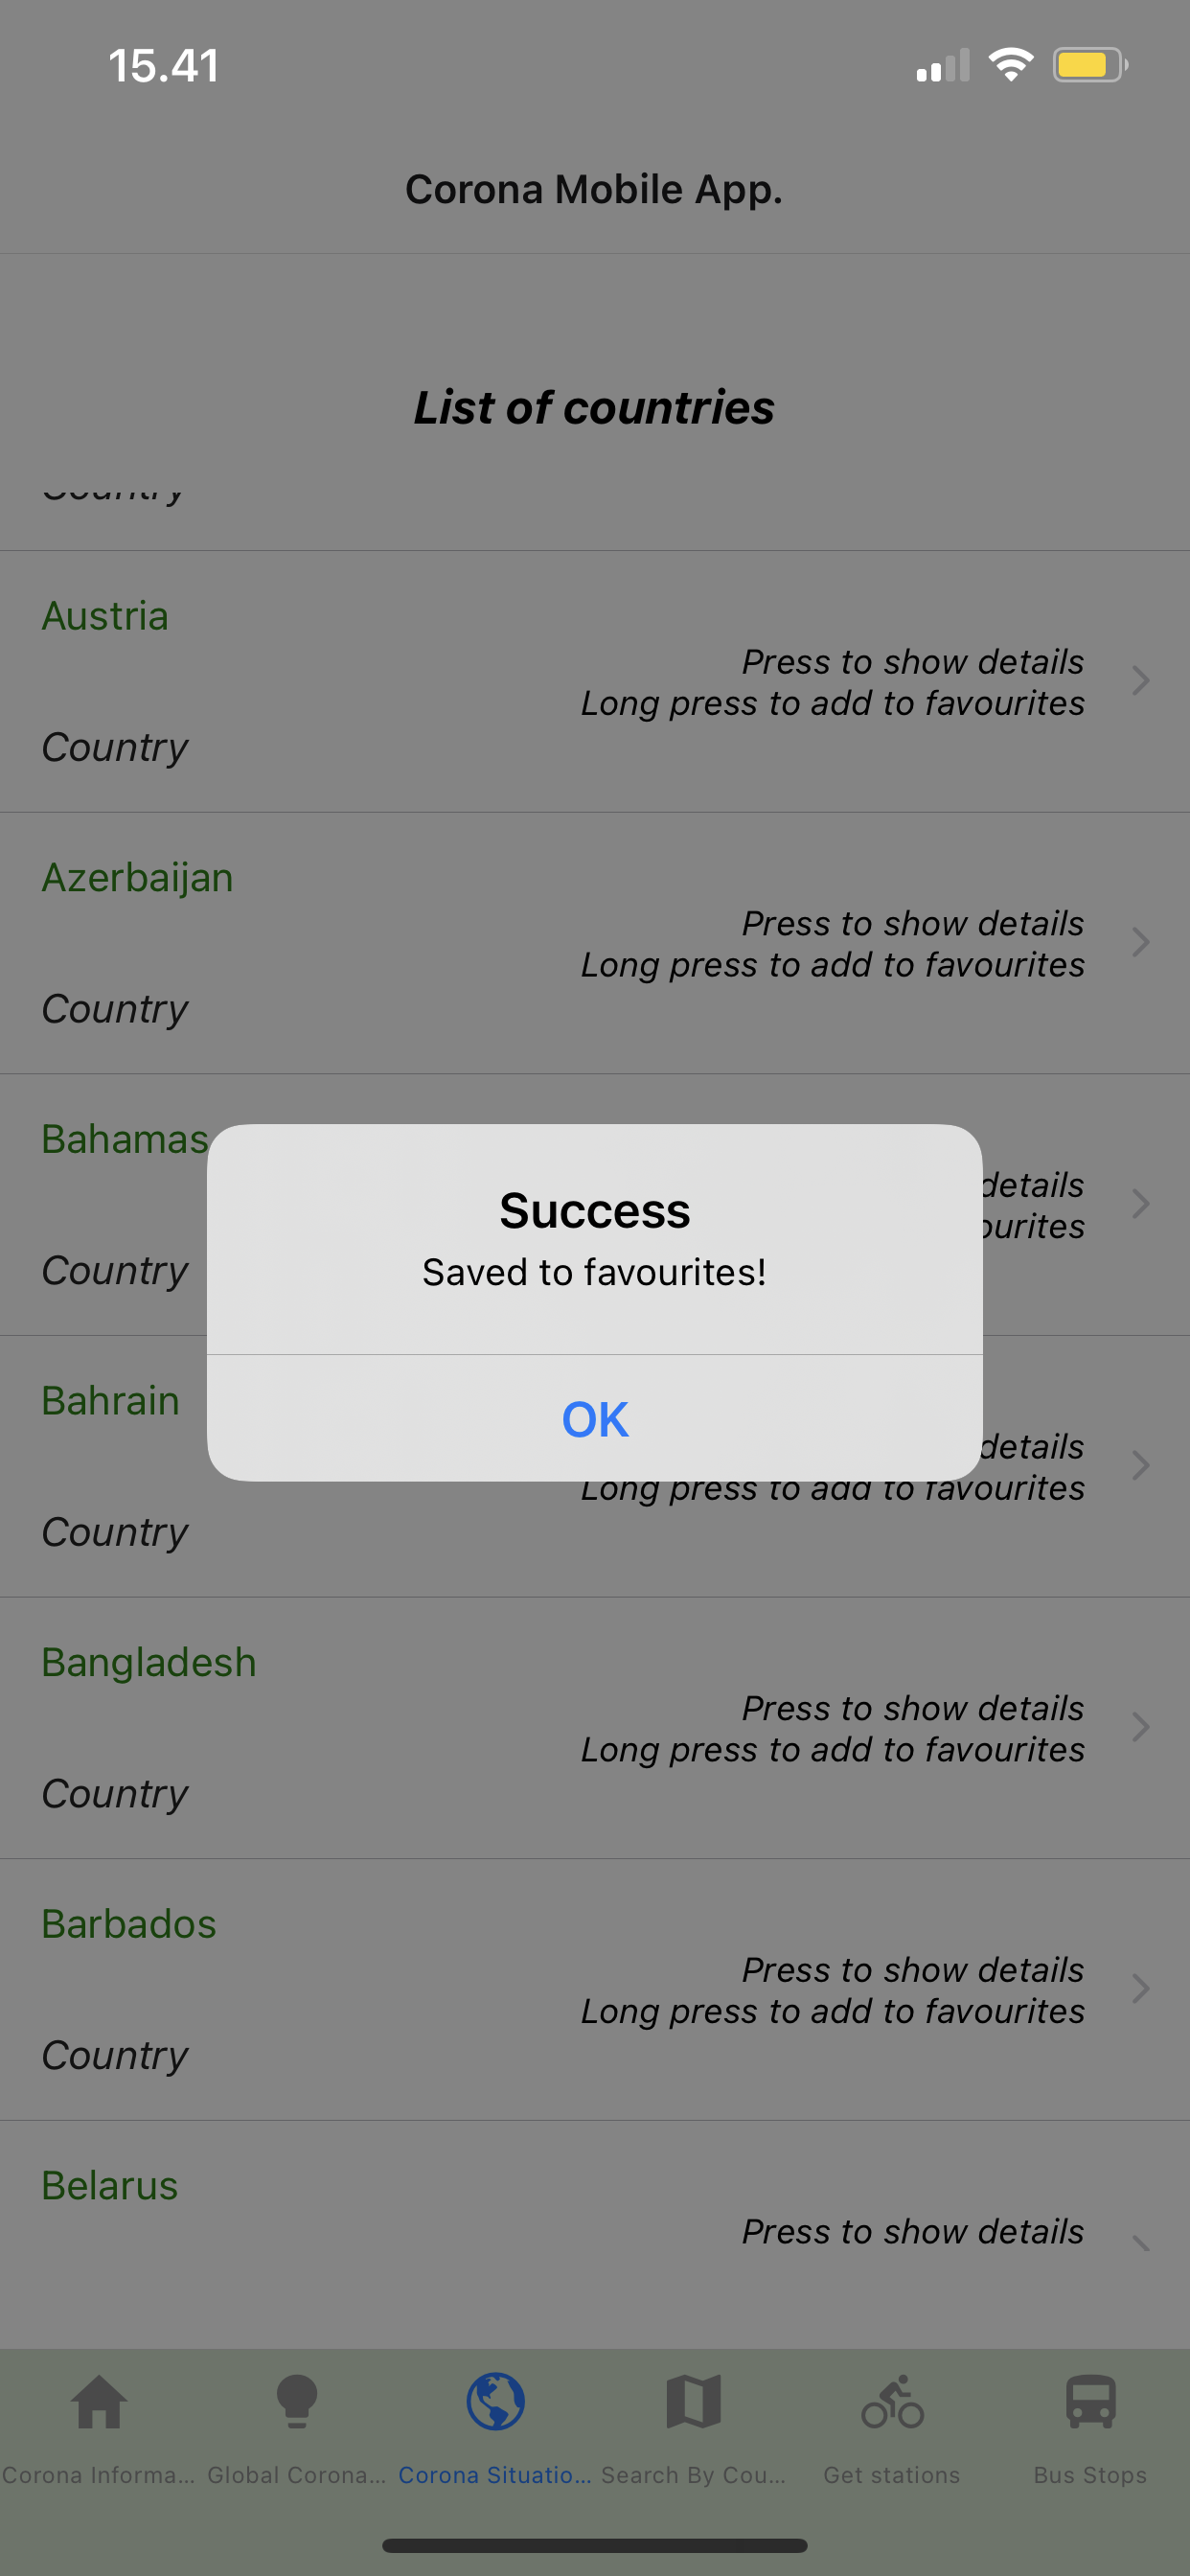 15.41
Corona Mobile App.
List of countries
Country
Austria
Press to show details
Long press to add to favourites
Country
Azerbaijan
Press to show details
Long press to add to favourites
Country
Bahamas
details
ourites
Country
Success
Saved to favourites!
OK
Bahrain
details
Long press to add to favourites
Country
Bangladesh
Press to show details
Long press to add to favourites
Country
Barbados
Press to show details
Long press to add to favourites
Country
Belarus
Press to show details
Corona Informa...
Global Corona...
Corona Situatio...
Search By Cou...
Get stations
Bus Stops